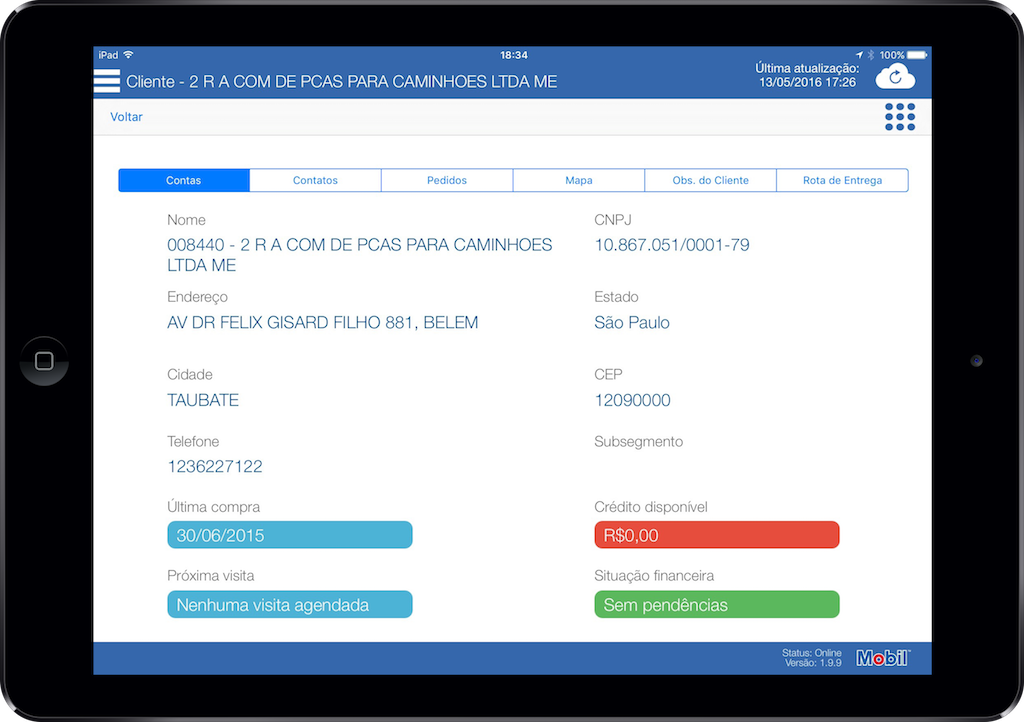 iPad 18:34 100%
Cliente - 2 R A COM DE PCAS PARA CAMINHOES LTDA ME
Última atualização:
13/05/2016 17:26
Voltar
Contas Contatos Pedidos Mapa Obs. do Cliente Rota de Entrega
Nome
008440 - 2 R A COM DE PCAS PARA CAMINHOES
LTDA ME
CNPJ
10.867.051/0001-79
Endereço
AV DR FELIX GISARD FILHO 881, BELEM
Estado
São Paulo
Cidade
TAUBATE
CEP
12090000
Telefone
1236227122
Subsegmento
Última compra
30/06/2015
Crédito disponível
R$0,00
Próxima visita
Nenhuma visita agendada
Situação financeira
Sem pendências
Status: Online
Versão: 1.9.9
Mobil